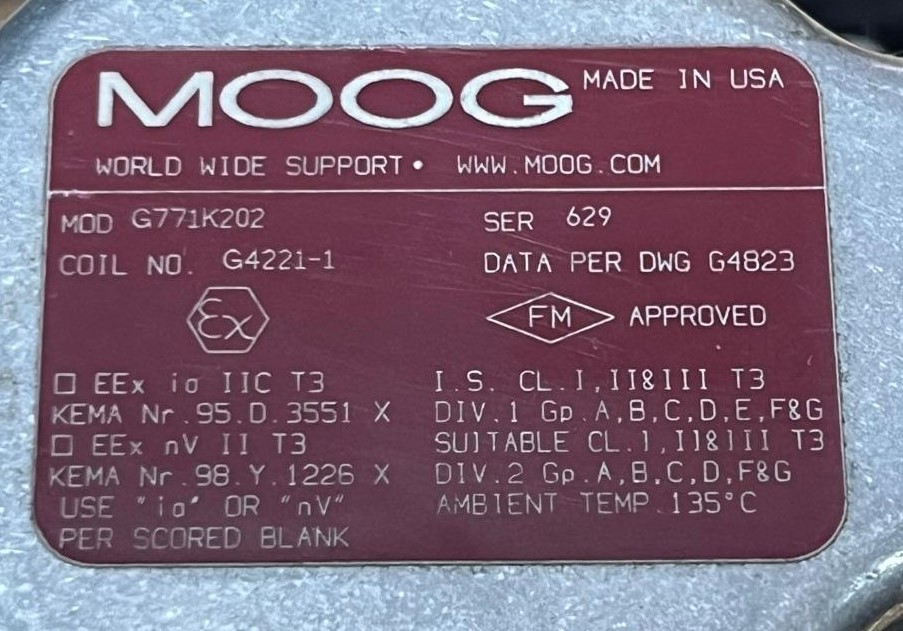 MOOG MADE IN USA
WORLD WIDE SUPPORT • WWW.MOOG.COM
MOD G771K202 SER 629
COIL NO. G4221-1 DATA PER DWG G4823
Ex FM APPROVED
□ EEx ia IIC T3 I.S. CL.I,II&III T3
KEMA Nr.95.D.3551 X DIV.1 Gp.A,B,C,D,E,F&G
□ EEx nV II T3 SUITABLE CL.I,II&III T3
KEMA Nr.98.Y.1226 X DIV.2 Gp.A,B,C,D,F&G
USE "ia" OR "nV" AMBIENT TEMP.135°C
PER SCORED BLANK